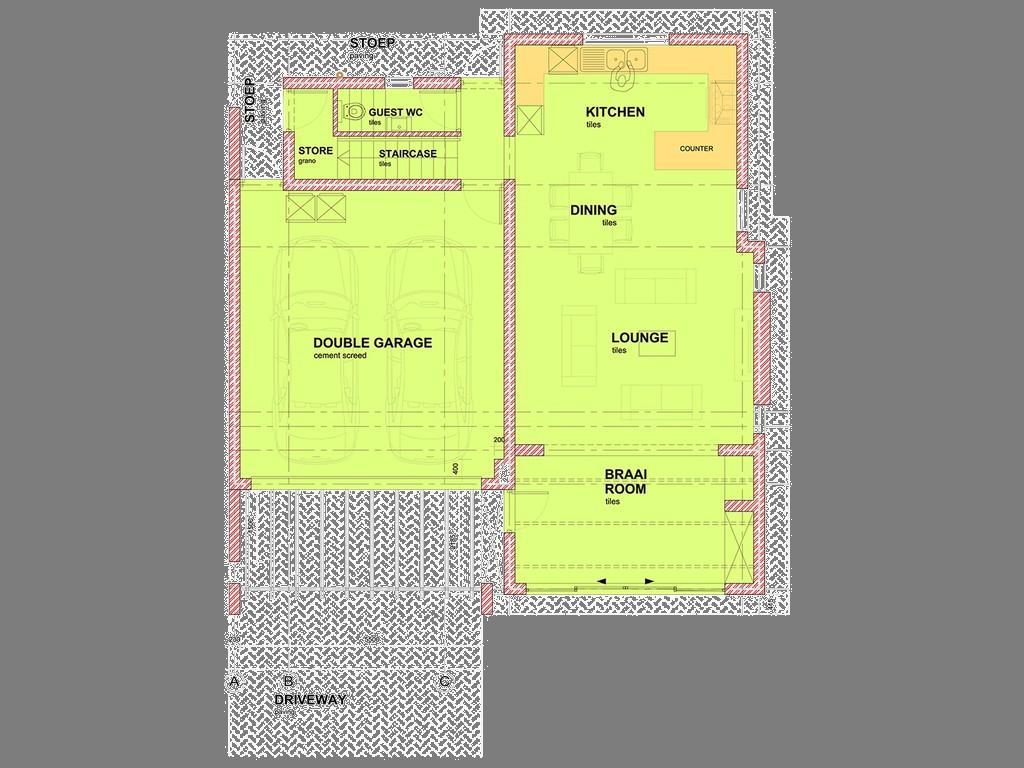 STOEP
paving
STOEP
paving
GUEST WC
tiles
KITCHEN
tiles
STORE
grano
STAIRCASE
tiles
COUNTER
DINING
tiles
LOUNGE
tiles
DOUBLE GARAGE
cement screed
200
400
BRAAI
ROOM
tiles
A
B
C
DRIVEWAY
paving